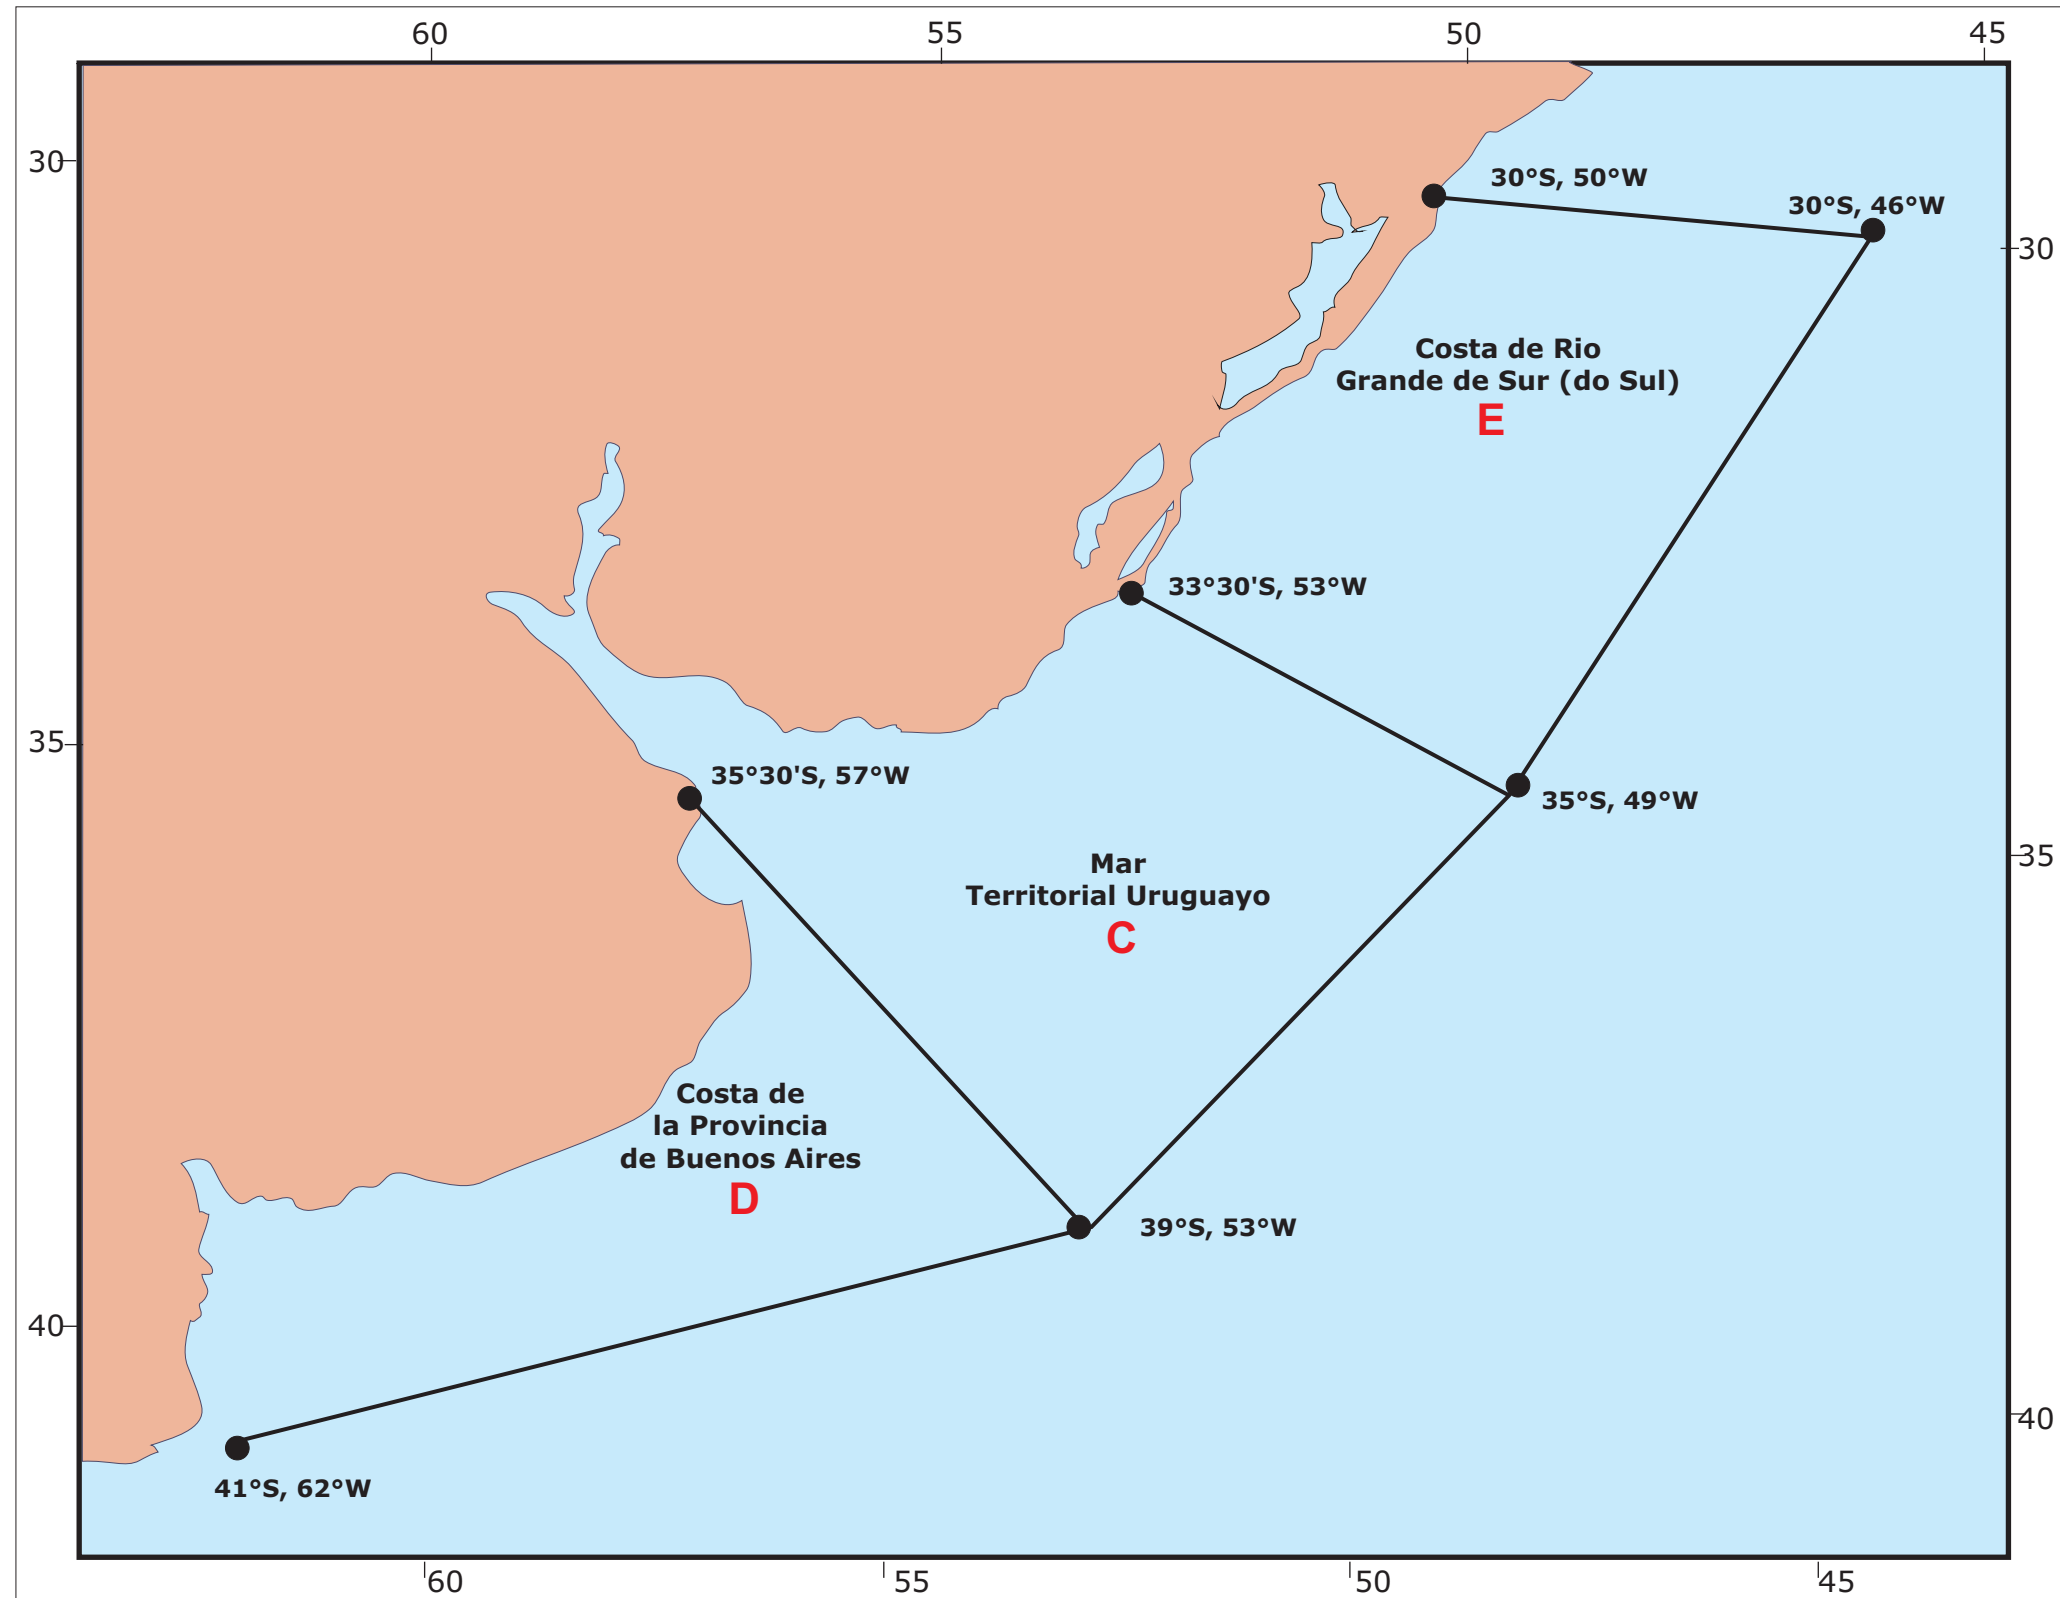 60
55
50
45
30
30°S, 50°W
30°S, 46°W
30
Costa de Rio
Grande de Sur (do Sul)
E
33°30'S, 53°W
35
35°30'S, 57°W
35°S, 49°W
35
Mar
Territorial Uruguayo
C
Costa de
la Provincia
de Buenos Aires
D
39°S, 53°W
40
40
41°S, 62°W
60
55
50
45